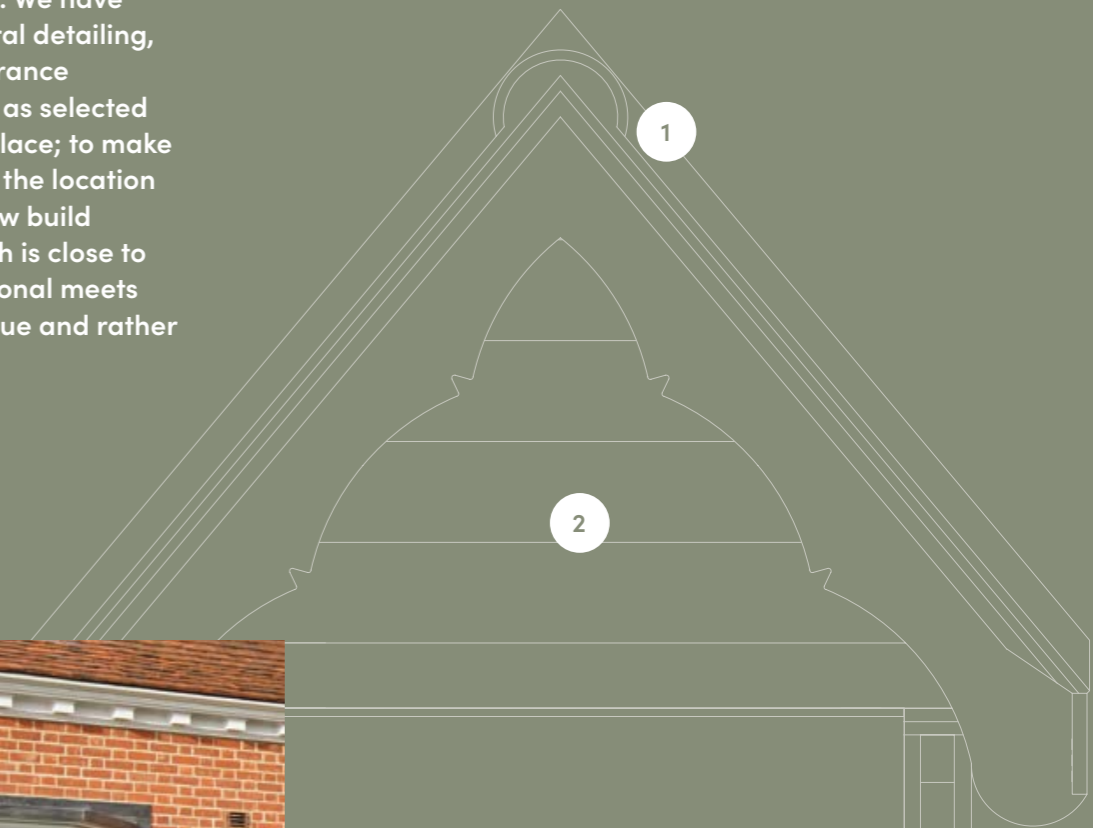 . We have
ral detailing,
rance
as selected
lace; to make
the location
w build
h is close to
onal meets
ue and rather
1
2